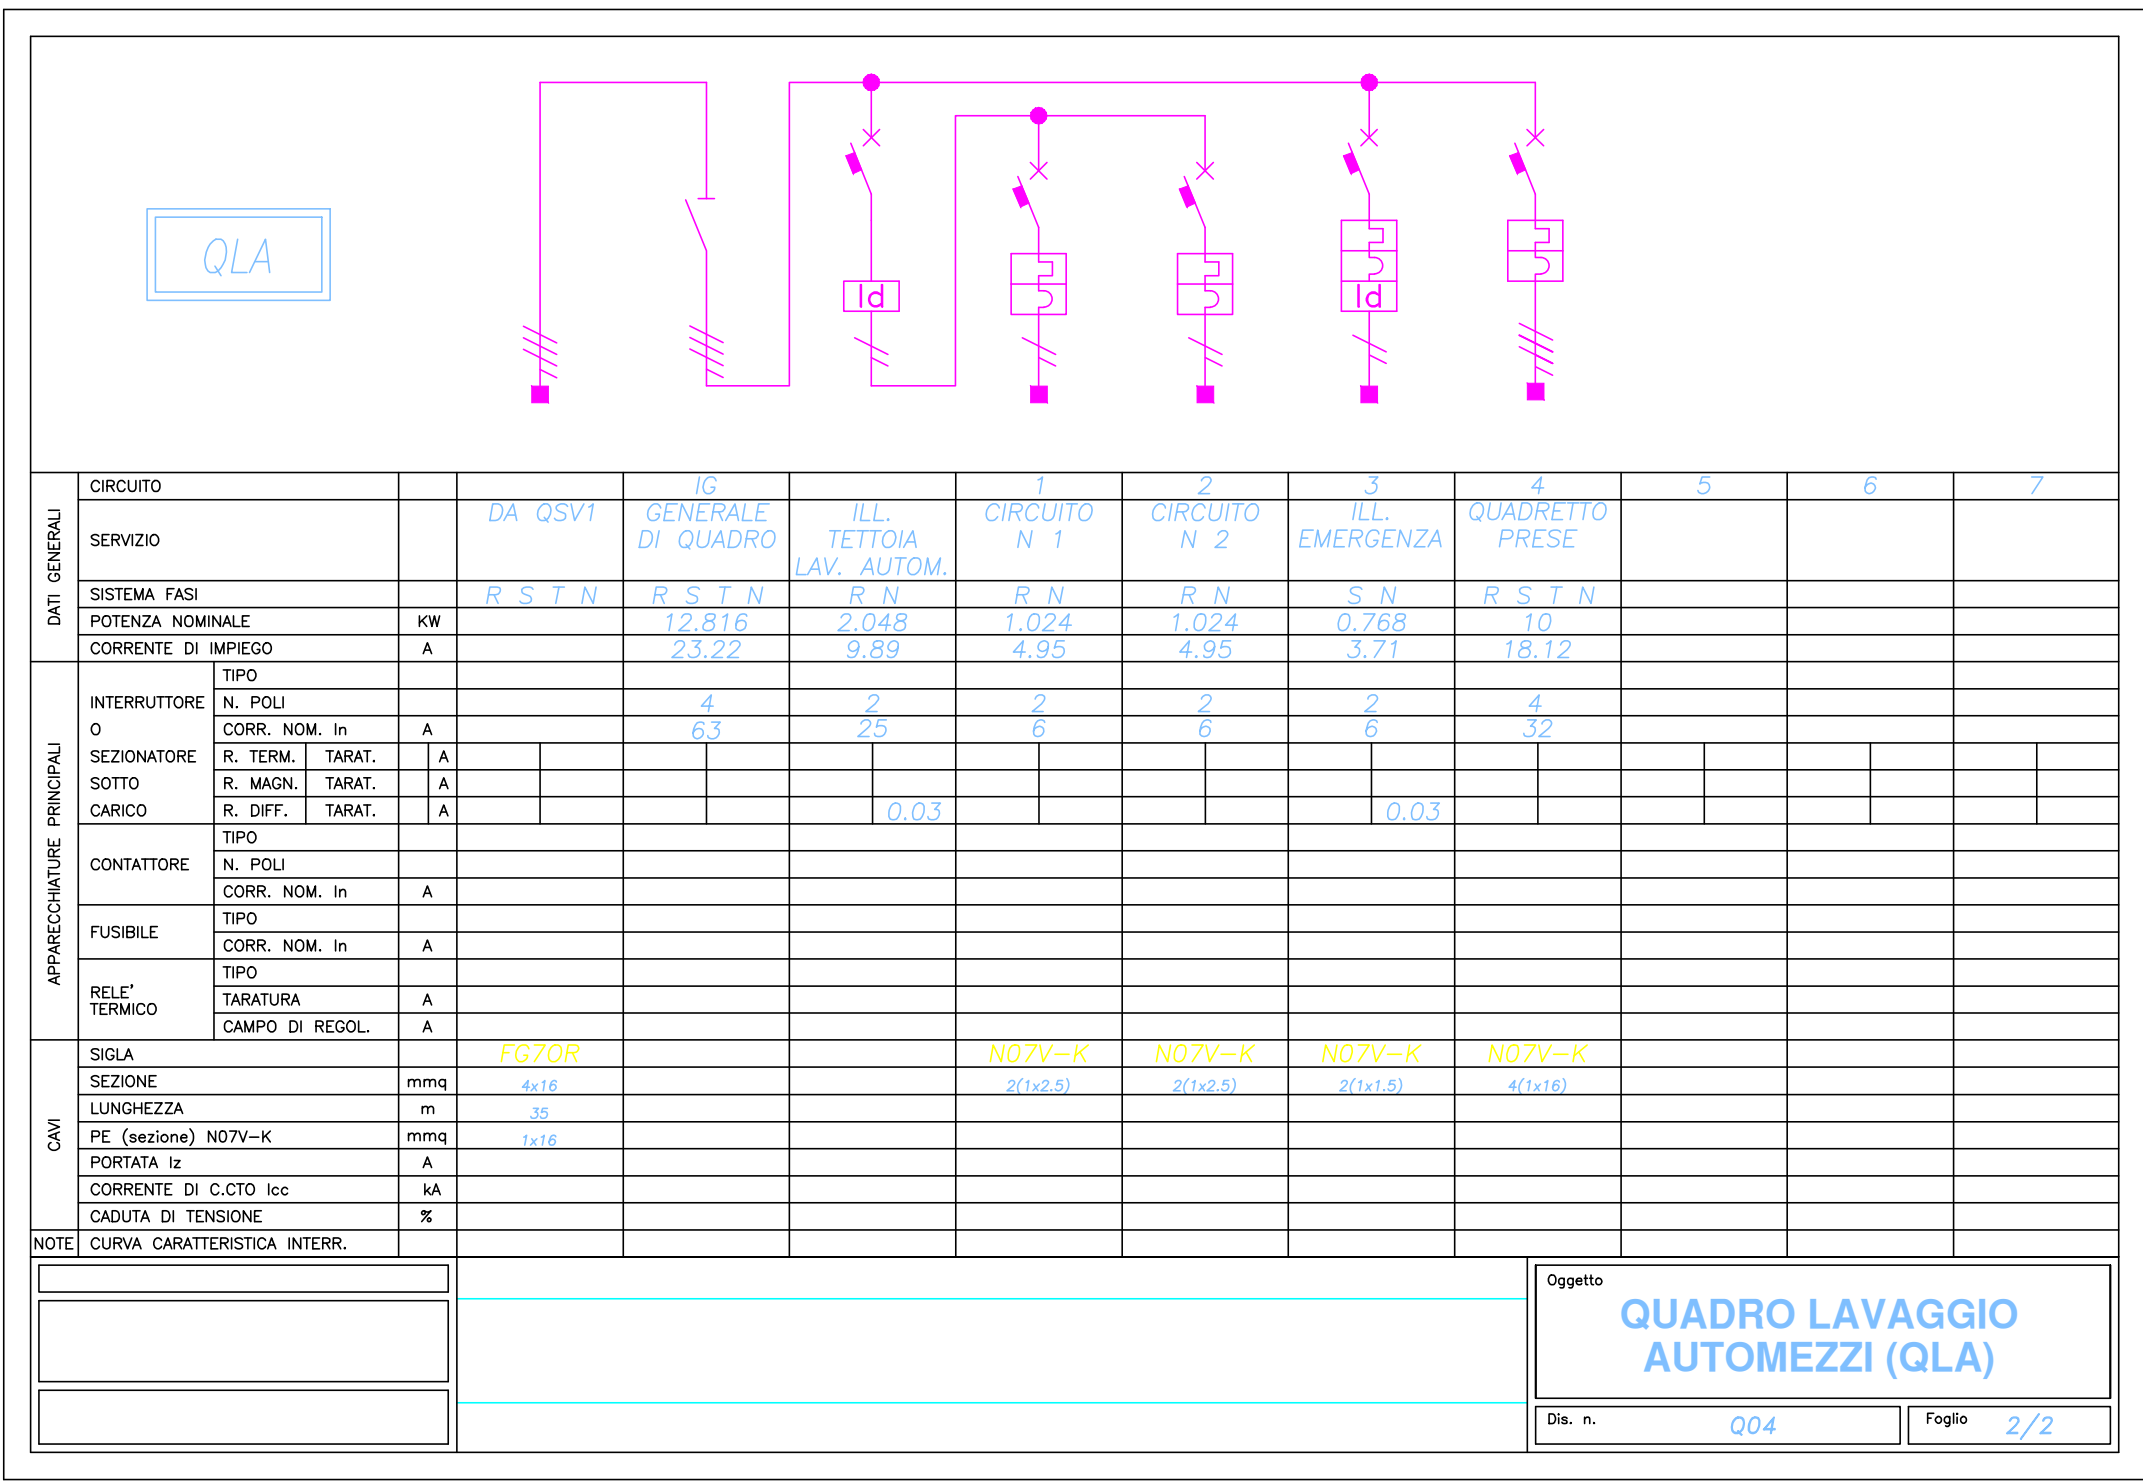 QLA
Id Id
CIRCUITO IG 1 2 3 4 5 6 7
DATI GENERALI
SERVIZIO
DA QSV1 GENERALE ILL. CIRCUITO CIRCUITO ILL. QUADRETTO
DI QUADRO TETTOIA N 1 N 2 EMERGENZA PRESE
LAV. AUTOM.
SISTEMA FASI R S T N R S T N R N R N R N S N R S T N
POTENZA NOMINALE KW 12.816 2.048 1.024 1.024 0.768 10
CORRENTE DI IMPIEGO A 23.22 9.89 4.95 4.95 3.71 18.12
APPARECCHIATURE PRINCIPALI
TIPO
INTERRUTTORE N. POLI 4 2 2 2 2 4
O CORR. NOM. In A 63 25 6 6 6 32
SEZIONATORE R. TERM. TARAT. A
SOTTO R. MAGN. TARAT. A
CARICO R. DIFF. TARAT. A 0.03 0.03
TIPO
CONTATTORE N. POLI
CORR. NOM. In A
FUSIBILE
TIPO
CORR. NOM. In A
RELE'
TERMICO
TIPO
TARATURA A
CAMPO DI REGOL. A
CAVI
SIGLA FG7OR N07V-K N07V-K N07V-K N07V-K
SEZIONE mmq 4x16 2(1x2.5) 2(1x2.5) 2(1x1.5) 4(1x16)
LUNGHEZZA m 35
PE (sezione) N07V-K mmq 1x16
PORTATA Iz A
CORRENTE DI C.CTO Icc kA
CADUTA DI TENSIONE %
NOTE CURVA CARATTERISTICA INTERR.
Oggetto
QUADRO LAVAGGIO
AUTOMEZZI (QLA)
Dis. n. Q04
Foglio 2/2